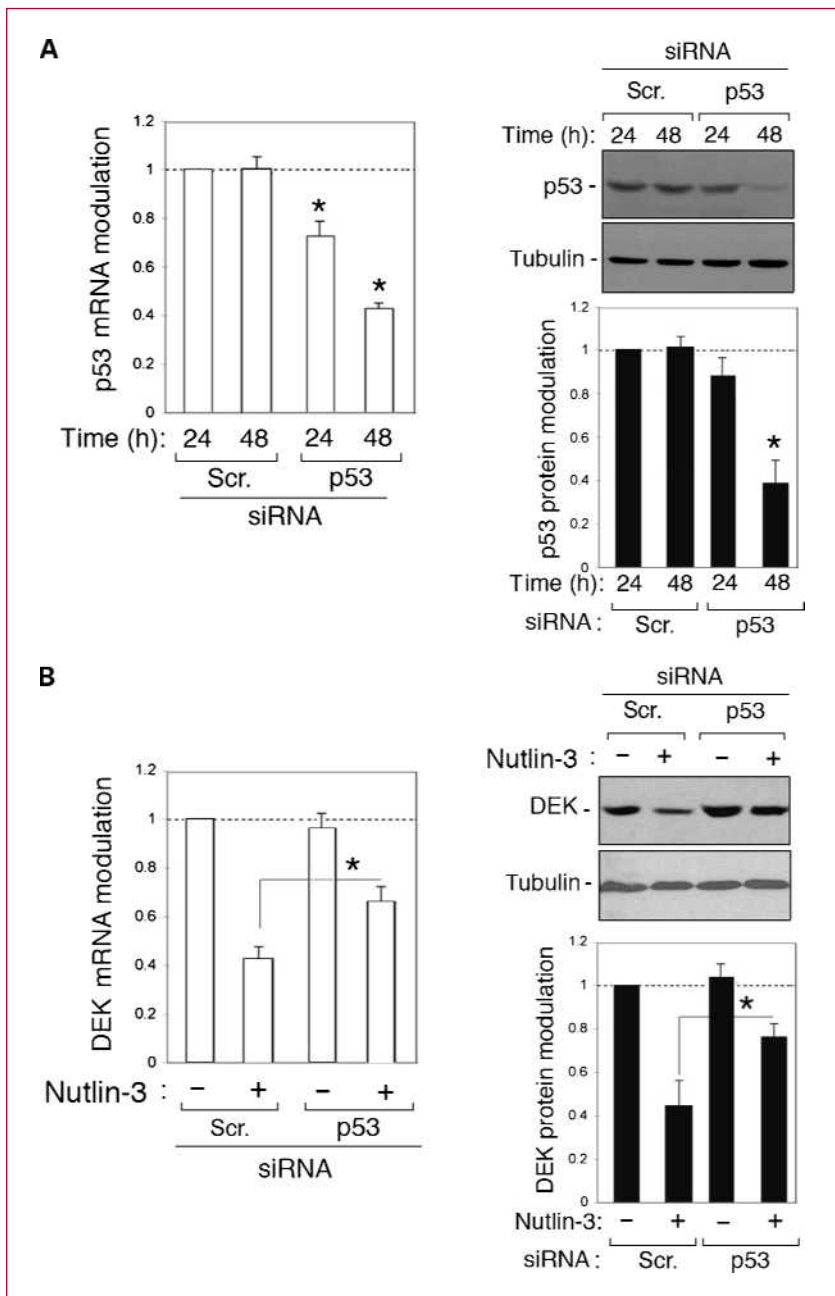 A
p53 mRNA modulation
1.2
1
0.8
0.6
0.4
0.2
0
*
*
Time (h): 24 48 24 48
Scr. p53
siRNA
siRNA
Scr. p53
Time (h): 24 48 24 48
p53 -
Tubulin -
p53 protein modulation
1.2
1
0.8
0.6
0.4
0.2
0
*
Time (h): 24 48 24 48
siRNA : Scr. p53
B
DEK mRNA modulation
1.2
1
0.8
0.6
0.4
0.2
0
*
Nutlin-3 : – + – +
Scr. p53
siRNA
siRNA
Scr. p53
Nutlin-3 : – + – +
DEK -
Tubulin -
DEK protein modulation
1.2
1
0.8
0.6
0.4
0.2
0
*
Nutlin-3: – + – +
siRNA : Scr. p53